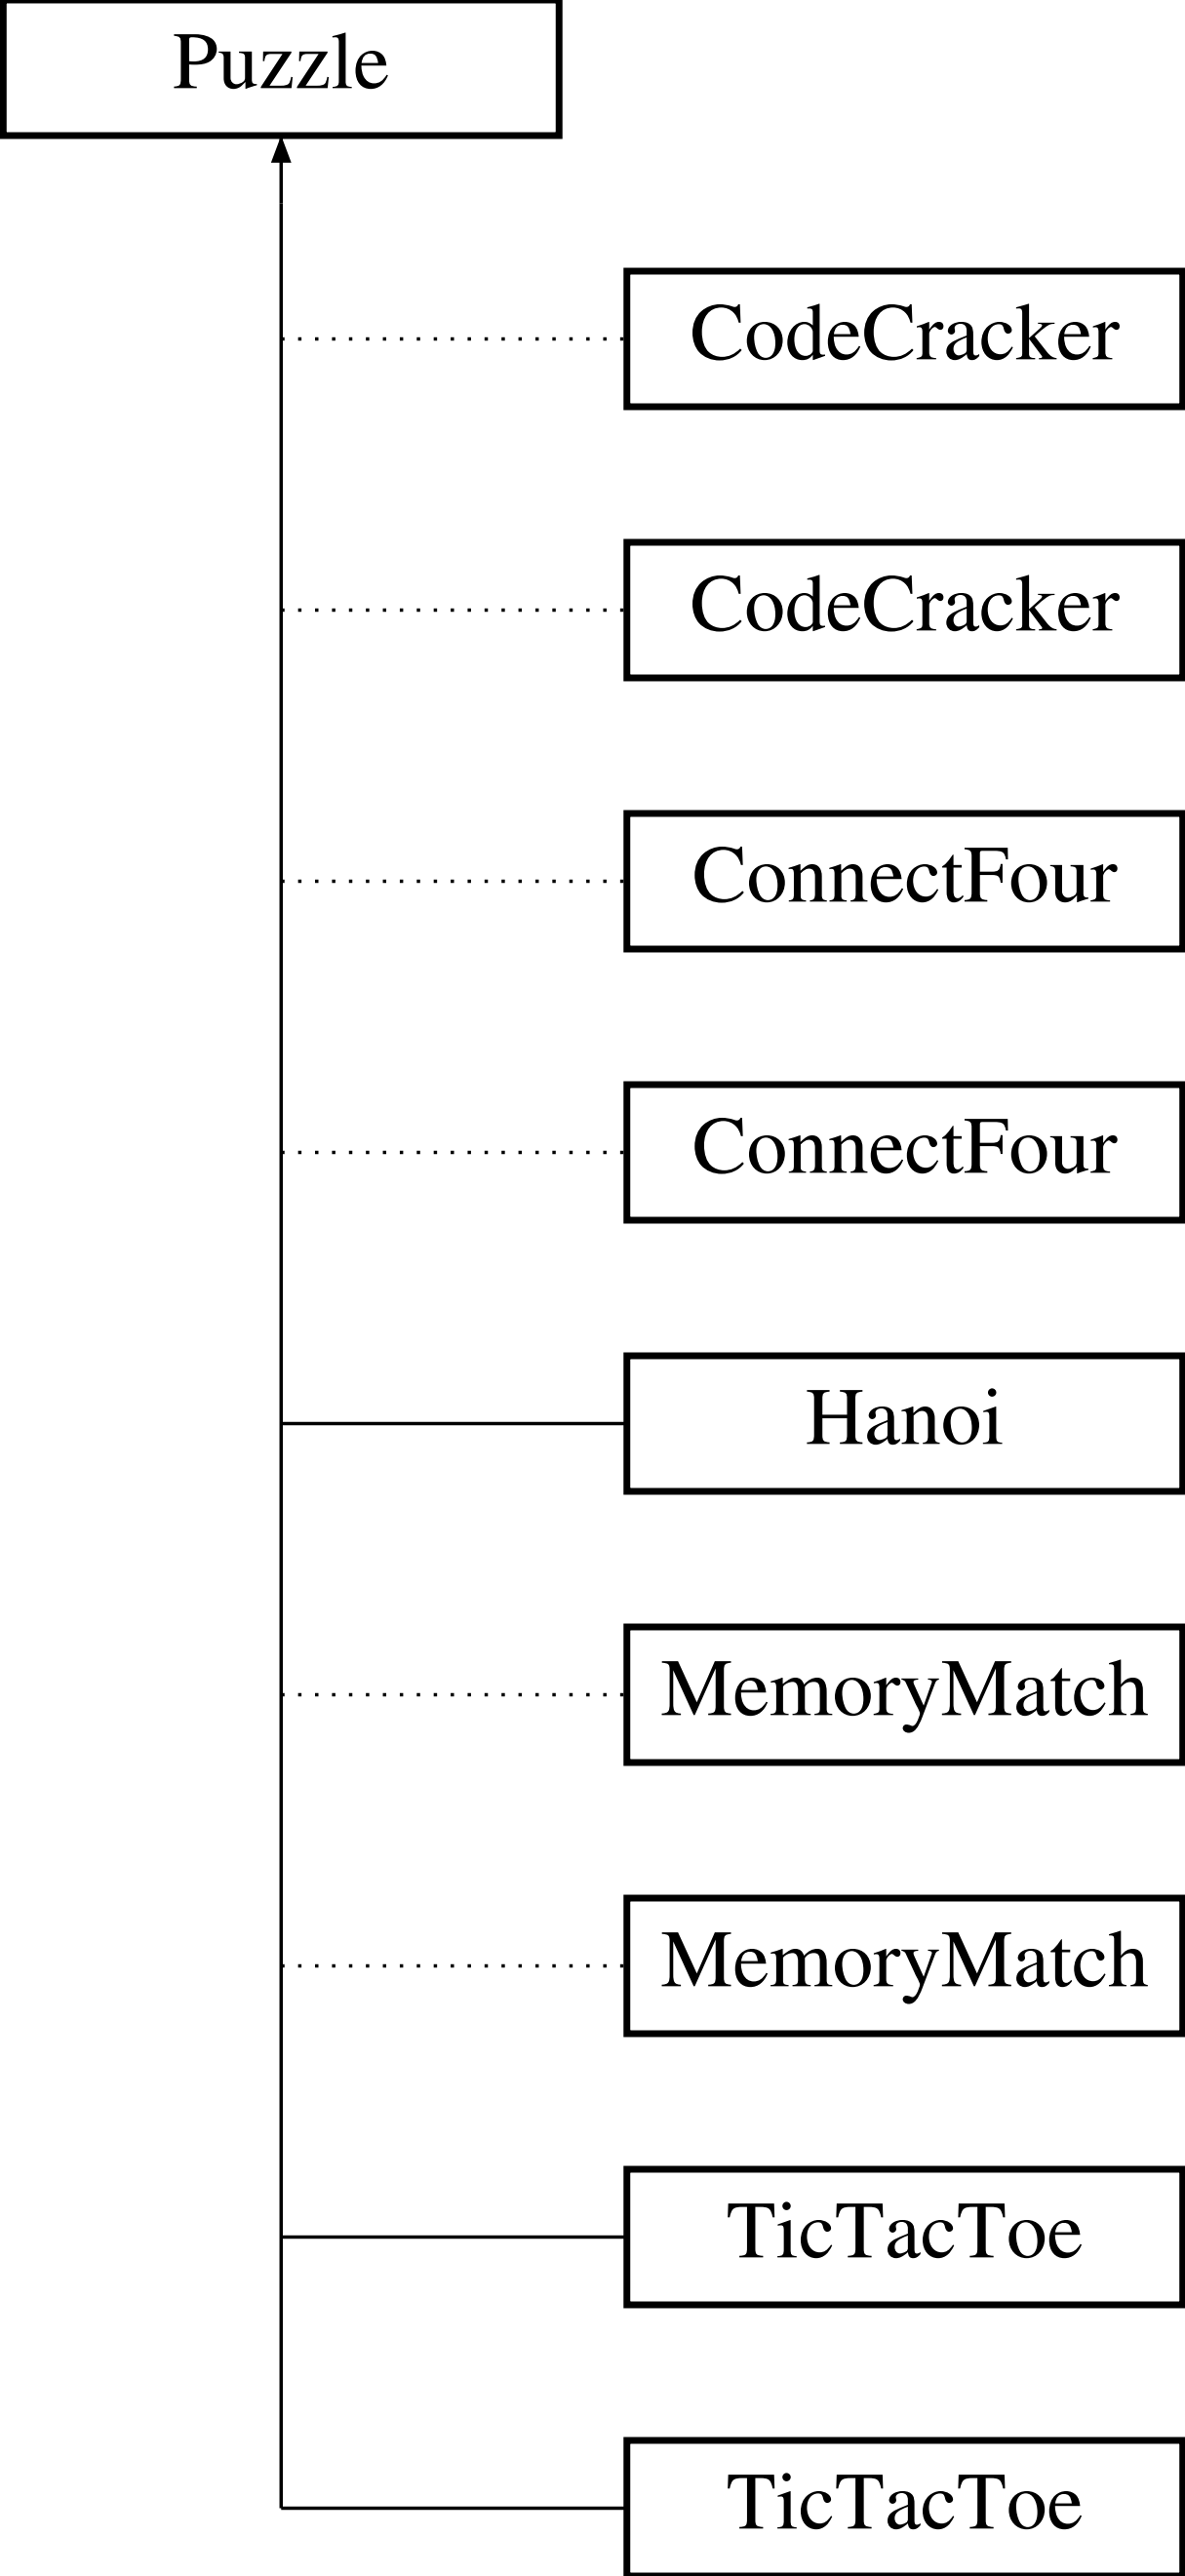 Puzzle
CodeCracker
CodeCracker
ConnectFour
ConnectFour
Hanoi
MemoryMatch
MemoryMatch
TicTacToe
TicTacToe